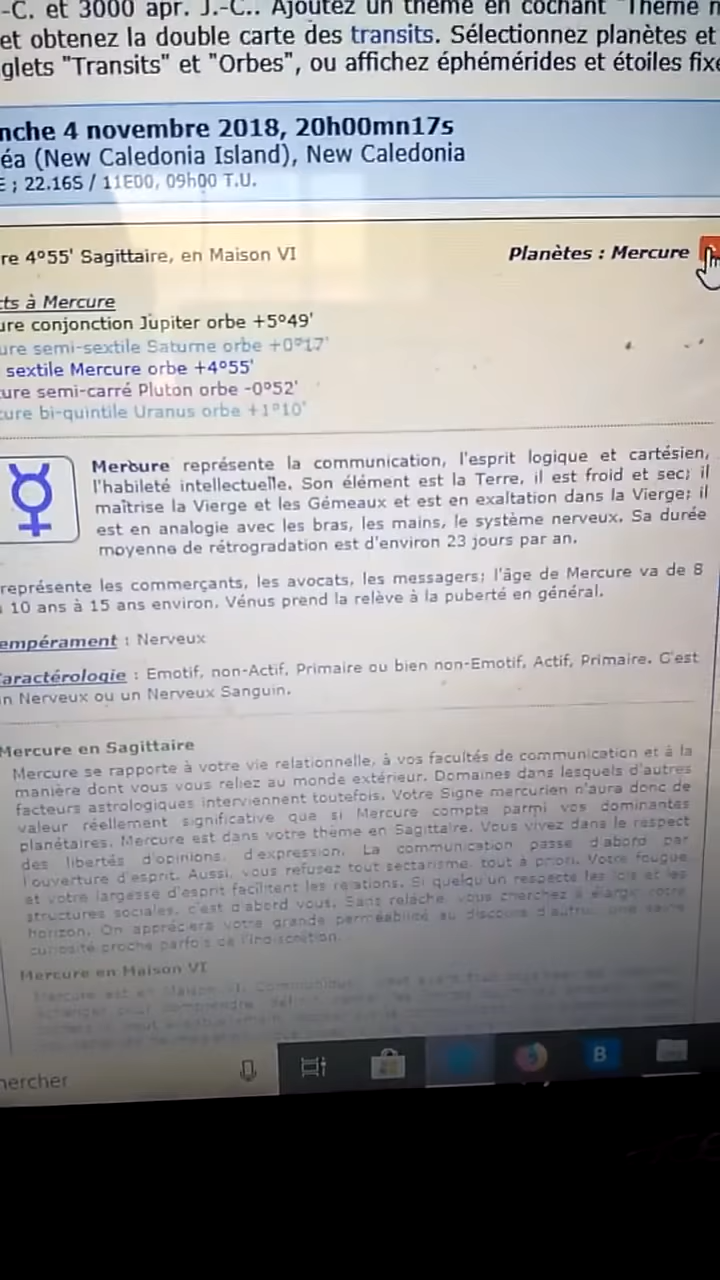 -C. et 3000 apr. J.-C.. Ajoutez un thème en cochant "Thème
et obtenez la double carte des transits. Sélectionnez planètes et
glets "Transits" et "Orbes", ou affichez éphémérides et étoiles fixe
nche 4 novembre 2018, 20h00mn17s
éa (New Caledonia Island), New Caledonia
E ; 22.16S / 11E00, 09h00 T.U.
re 4°55' Sagittaire, en Maison VI
Planètes : Mercure
cts à Mercure
ure conjonction Jupiter orbe +5°49'
ure semi-sextile Saturne orbe +0°17'
sextile Mercure orbe +4°55'
ure semi-carré Pluton orbe -0°52'
cure bi-quintile Uranus orbe +1°10'
Mercure représente la communication, l'esprit logique et cartésien,
l'habileté intellectuelle. Son élément est la Terre, il est froid et sec; il
maîtrise la Vierge et les Gémeaux et est en exaltation dans la Vierge; il
est en analogie avec les bras, les mains, le système nerveux. Sa durée
moyenne de rétrogradation est d'environ 23 jours par an.
représente les commerçants, les avocats, les messagers; l'âge de Mercure va de 8
10 ans à 15 ans environ. Vénus prend la relève à la puberté en général.
empérament : Nerveux
aractérologie : Emotif, non-Actif, Primaire ou bien non-Emotif, Actif, Primaire. C'est
n Nerveux ou un Nerveux Sanguin.
Mercure en Sagittaire
Mercure se rapporte à votre vie relationnelle, à vos facultés de communication et à la
manière dont vous vous reliez au monde extérieur. Domaines dans lesquels d'autres
facteurs astrologiques interviennent toutefois. Votre Signe mercurien n'aura donc de
valeur réellement significative que si Mercure compte parmi vos dominantes
planétaires. Mercure est dans votre thème en Sagittaire. Vous vivez dans le respect
des libertés d'opinions, d'expression. La communication passe d'abord par
l'ouverture d'esprit. Aussi, vous refusez tout sectarisme, tout à priori. Votre fougue
et votre largesse d'esprit facilitent les relations. Si quelqu'un respecte les lois et les
structures sociales, c'est d'abord vous. Sans relâche, vous cherchez à élargir votre
horizon. On appréciera votre grande perméabilité au discours d'autrui, une saine
curiosité proche parfois de l'indiscrétion.
Mercure en Maison VI
Mercure est en Maison VI.
hercher
B